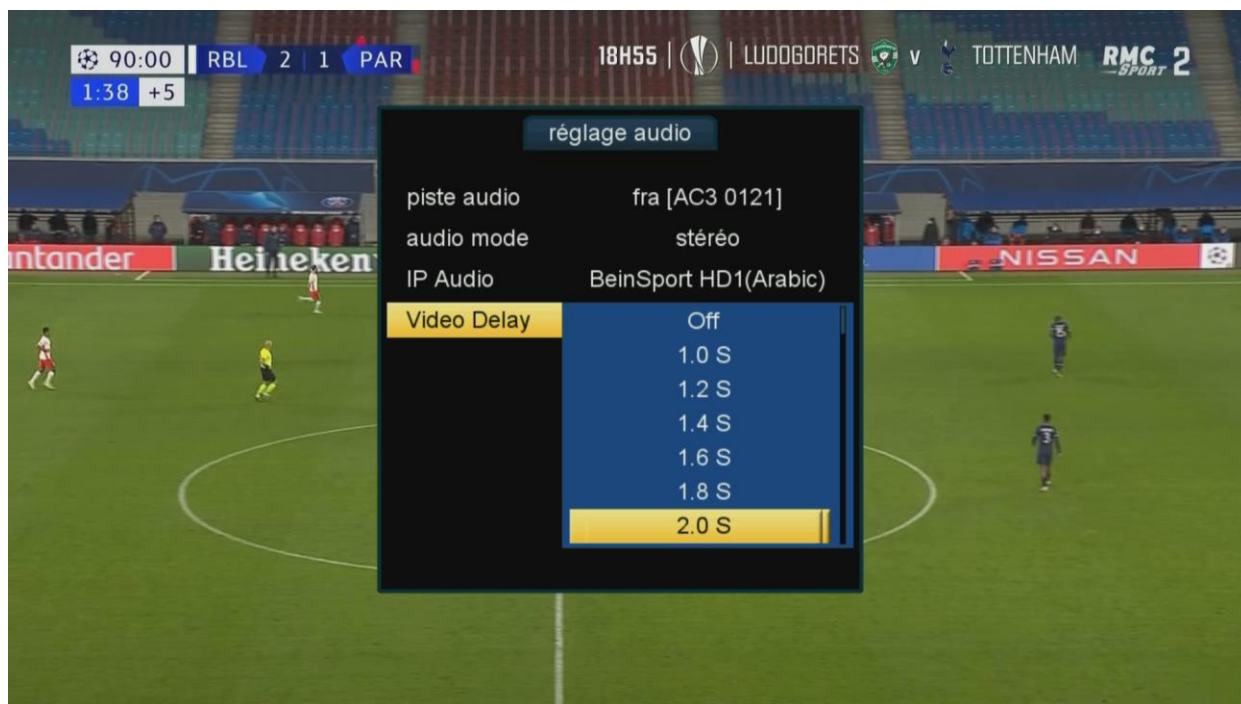 90:00 RBL 2 1 PAR
1:38 +5
18H55 | LUDOGORETS V TOTTENHAM RMC SPORT 2
réglage audio
piste audio fra [AC3 0121]
audio mode stéréo
IP Audio BeinSport HD1(Arabic)
Video Delay Off
1.0 S
1.2 S
1.4 S
1.6 S
1.8 S
2.0 S
antander Heineken NISSAN